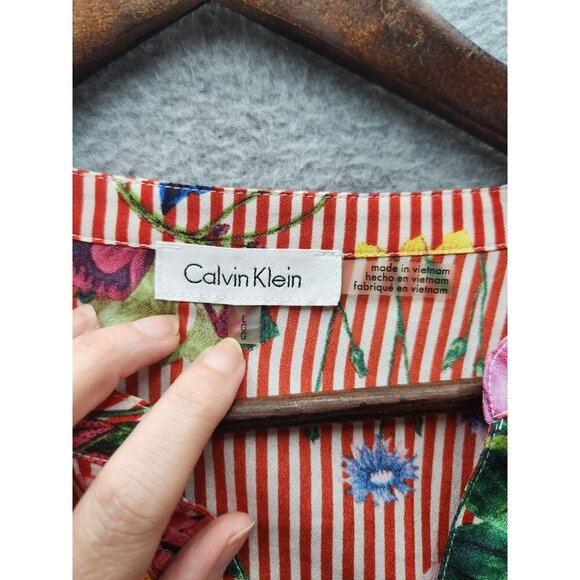 Calvin Klein
made in vietnam
hecho en vietnam
fabriqué en vietnam
L
G
G